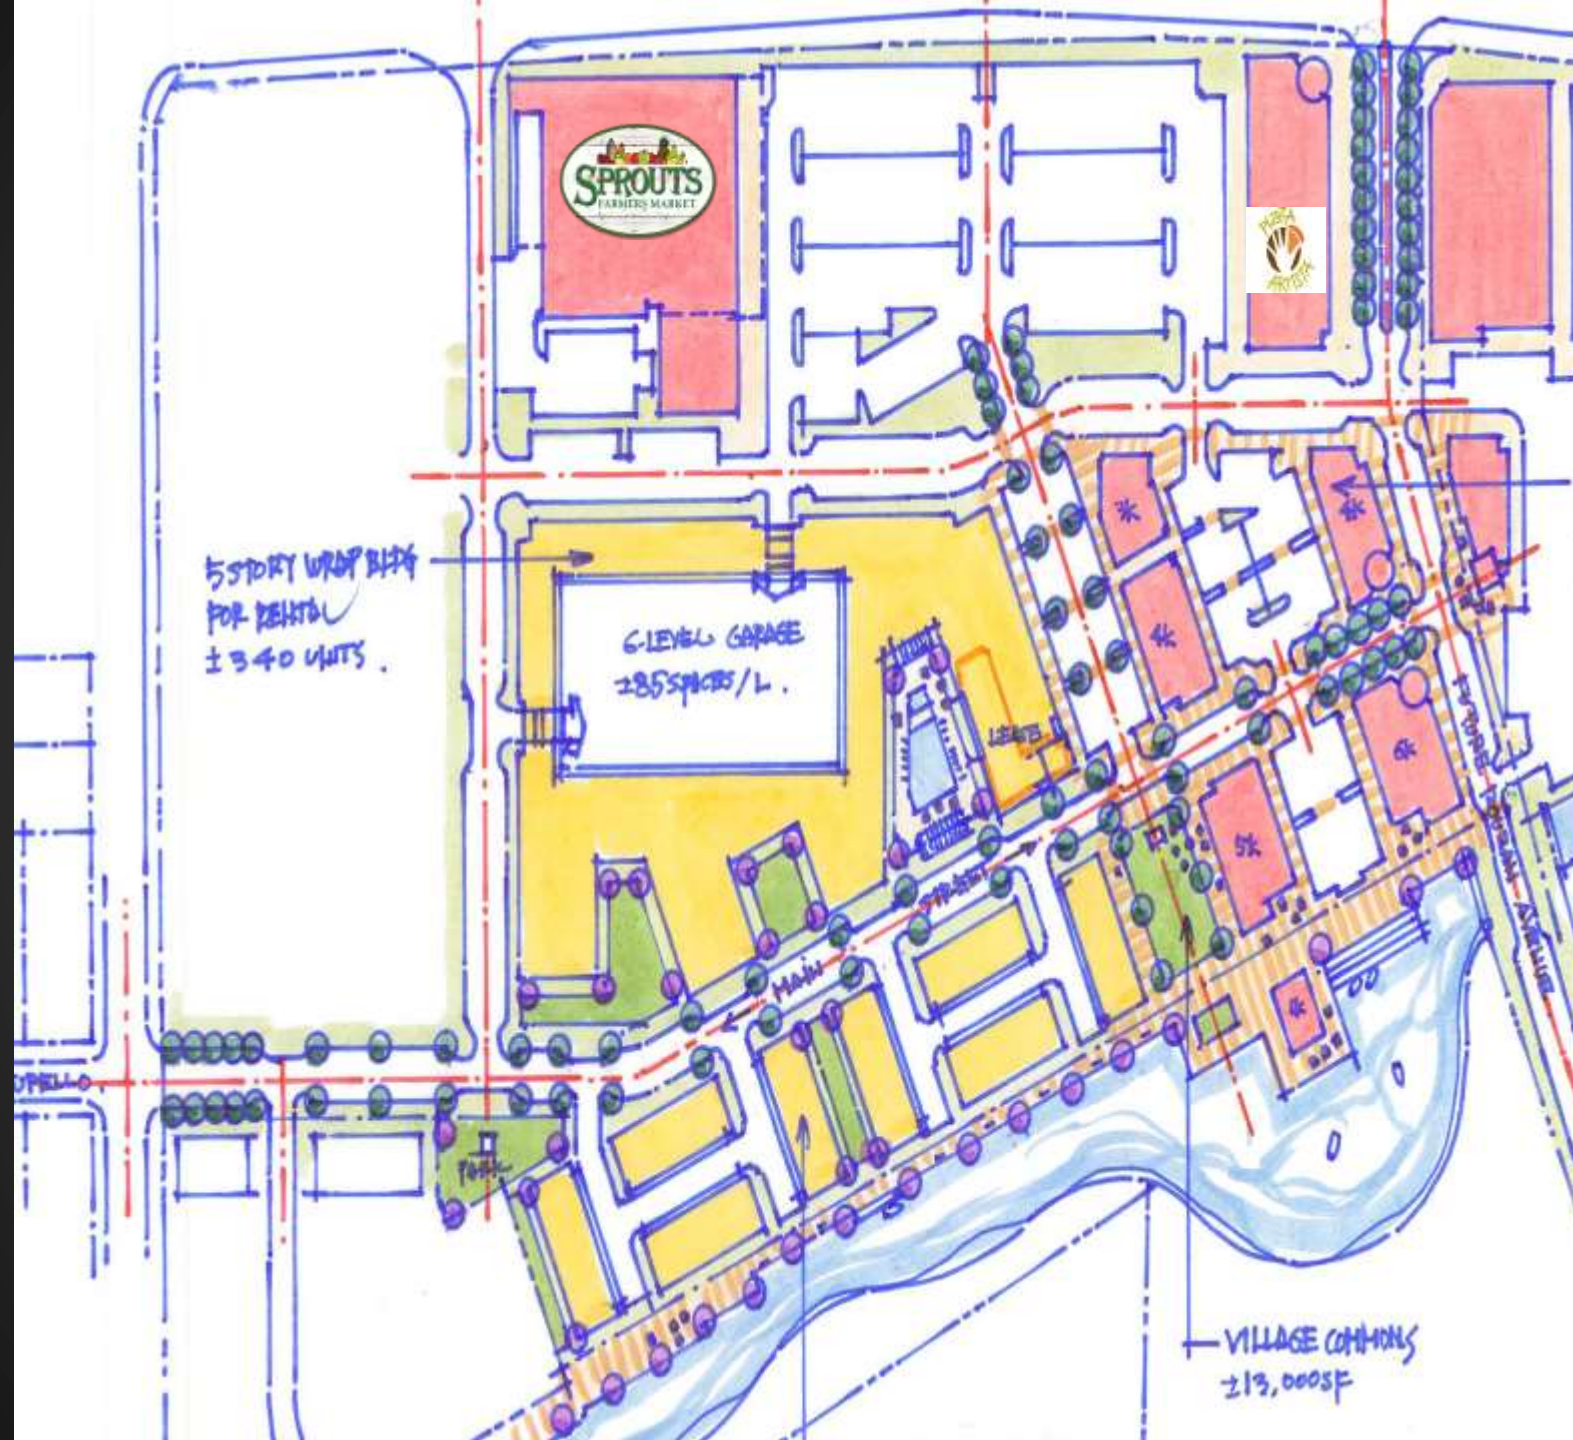 SPROUTS
FARMERS MARKET
PIZZA
ARTISTA
5 STORY WRAP BLDG
FOR RENTAL
± 340 UNITS.
6-LEVEL GARAGE
±85 SPACES/L.
MAIN
STREET
PARK
VILLAGE COMMONS
±13,000SF